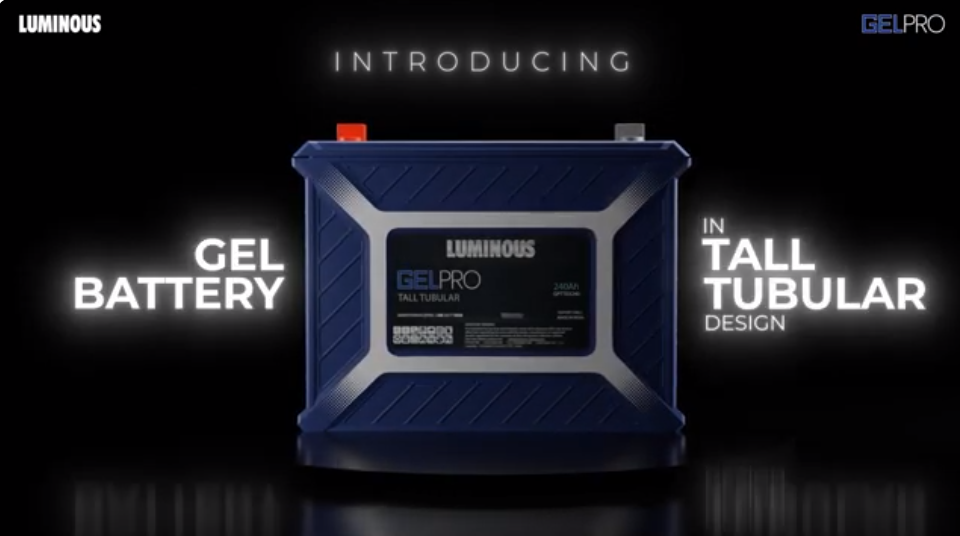 LUMINOUS
GELPRO
INTRODUCING
GEL
BATTERY
IN
TALL
TUBULAR
DESIGN
LUMINOUS
GELPRO
TALL TUBULAR
240Ah